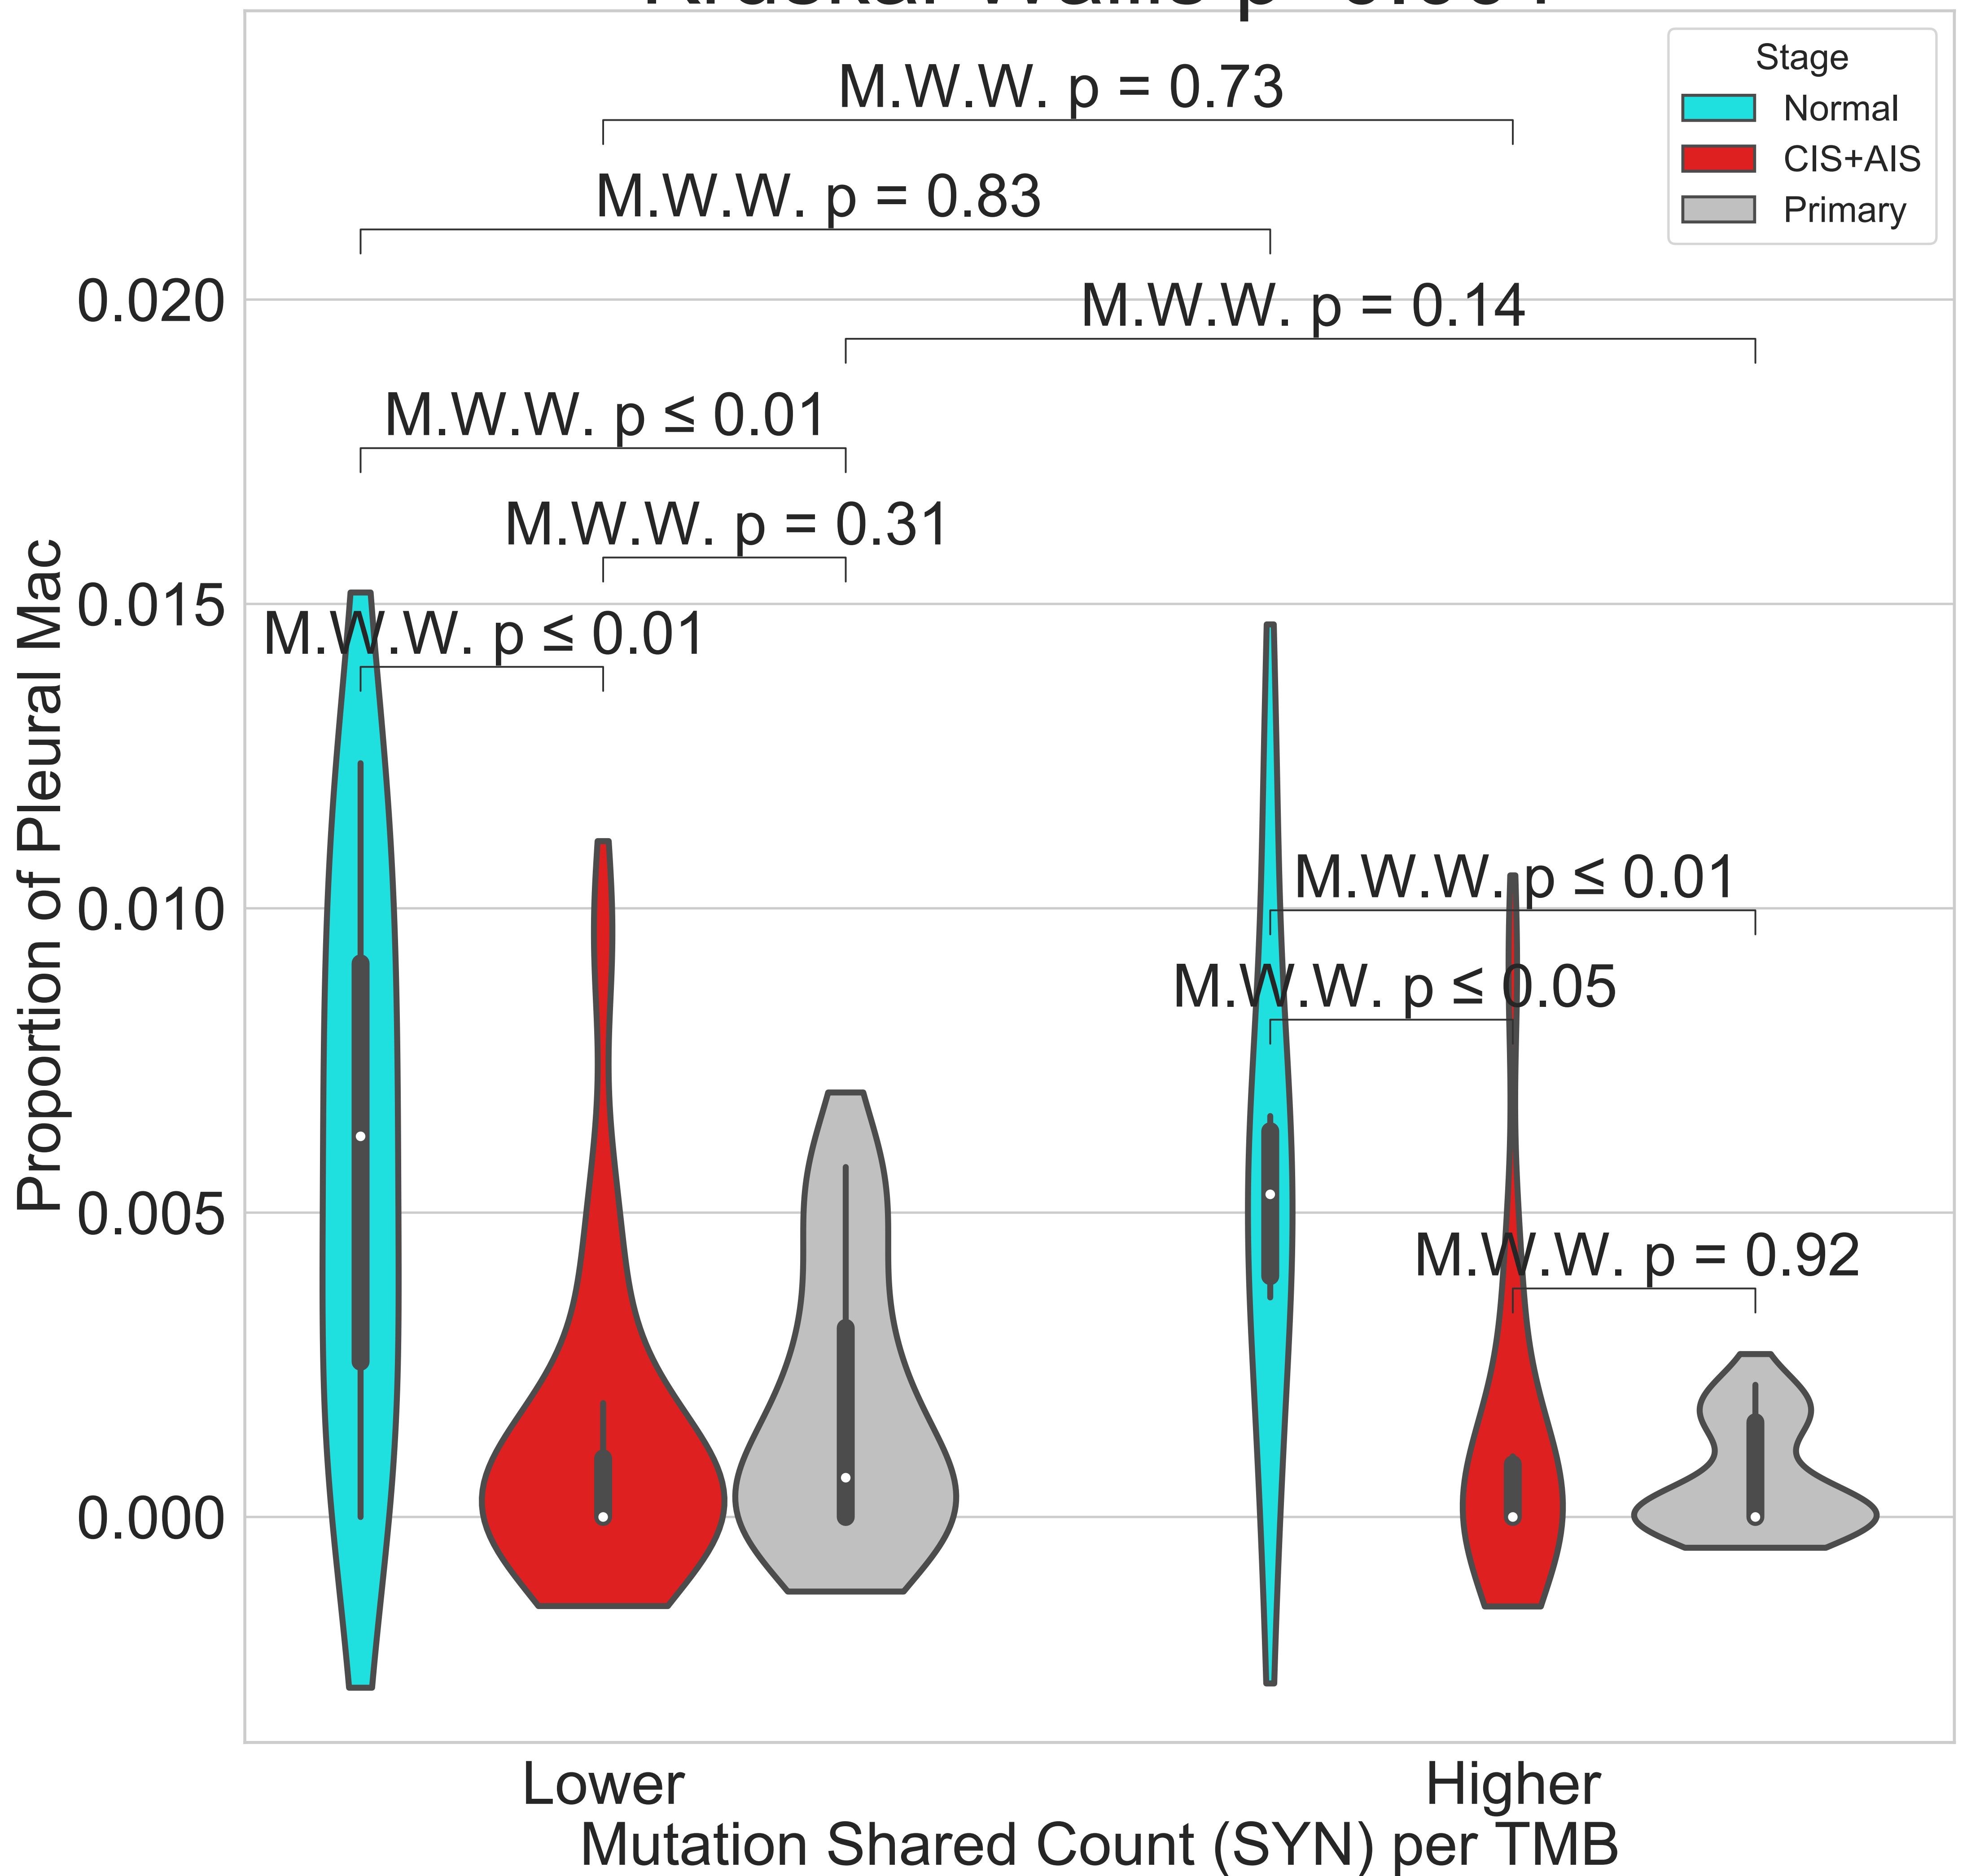 Stage
Normal
CIS+AIS
Primary
M.W.W. p = 0.73
M.W.W. p = 0.83
M.W.W. p = 0.14
M.W.W. p ≤ 0.01
M.W.W. p = 0.31
M.W.W. p ≤ 0.01
M.W.W. p ≤ 0.01
M.W.W. p ≤ 0.05
M.W.W. p = 0.92
0.020
0.015
0.010
0.005
0.000
Proportion of Pleural Mac
Lower
Higher
Mutation Shared Count (SYN) per TMB